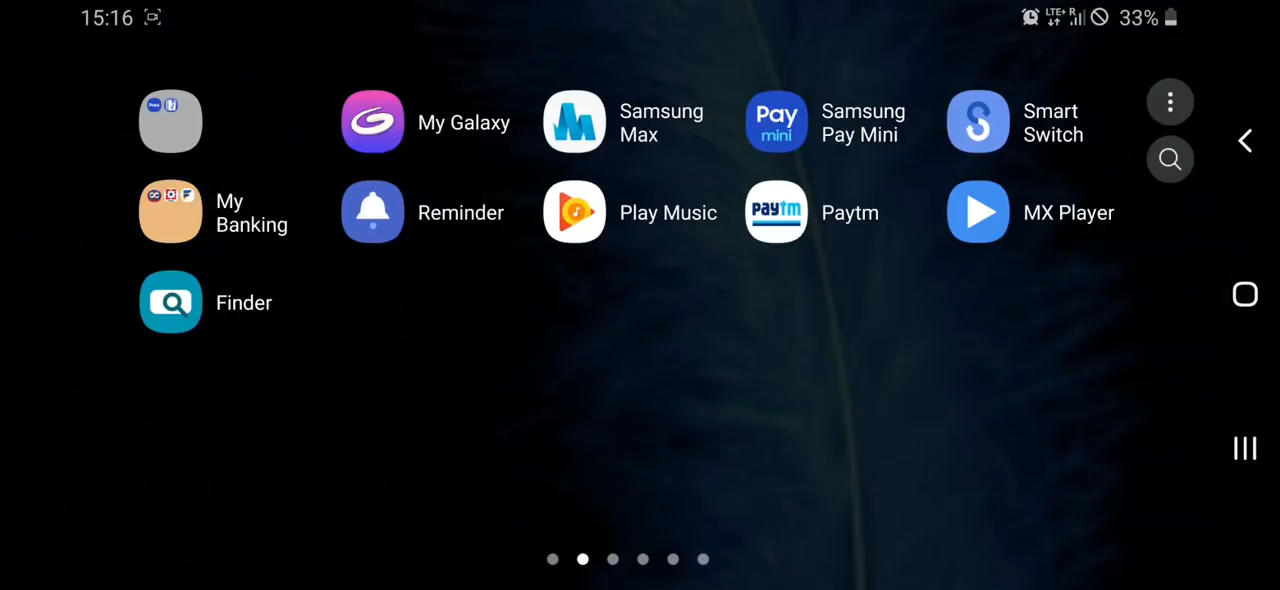 15:16
LTE+ R 33%
My Galaxy
Samsung
Max
Pay
mini
Samsung
Pay Mini
Smart
Switch
My
Banking
Reminder
Play Music
paytm
Paytm
MX Player
Finder